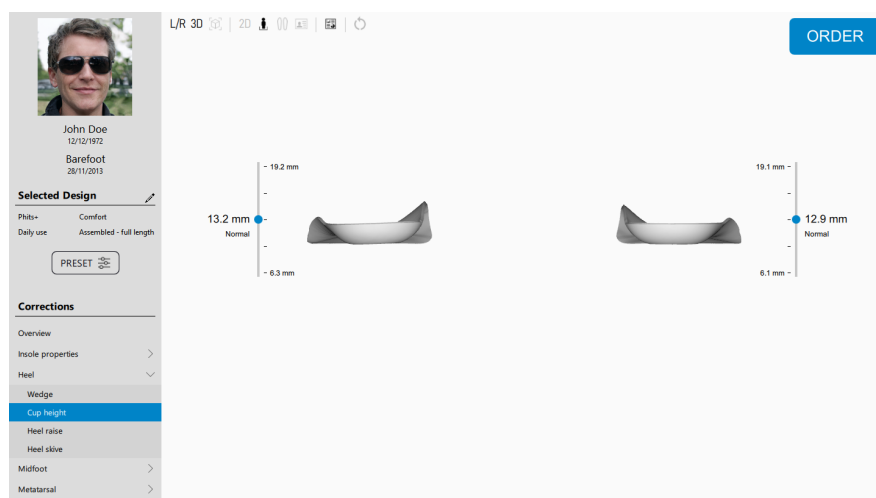 L/R 3D 2D
ORDER
John Doe
12/12/1972
Barefoot
28/11/2013
Selected Design
Phits+ Comfort
Daily use Assembled - full length
PRESET
Corrections
Overview
Insole properties
Heel
Wedge
Cup height
Heel raise
Heel skive
Midfoot
Metatarsal
19.2 mm
13.2 mm
Normal
6.3 mm
19.1 mm
12.9 mm
Normal
6.1 mm